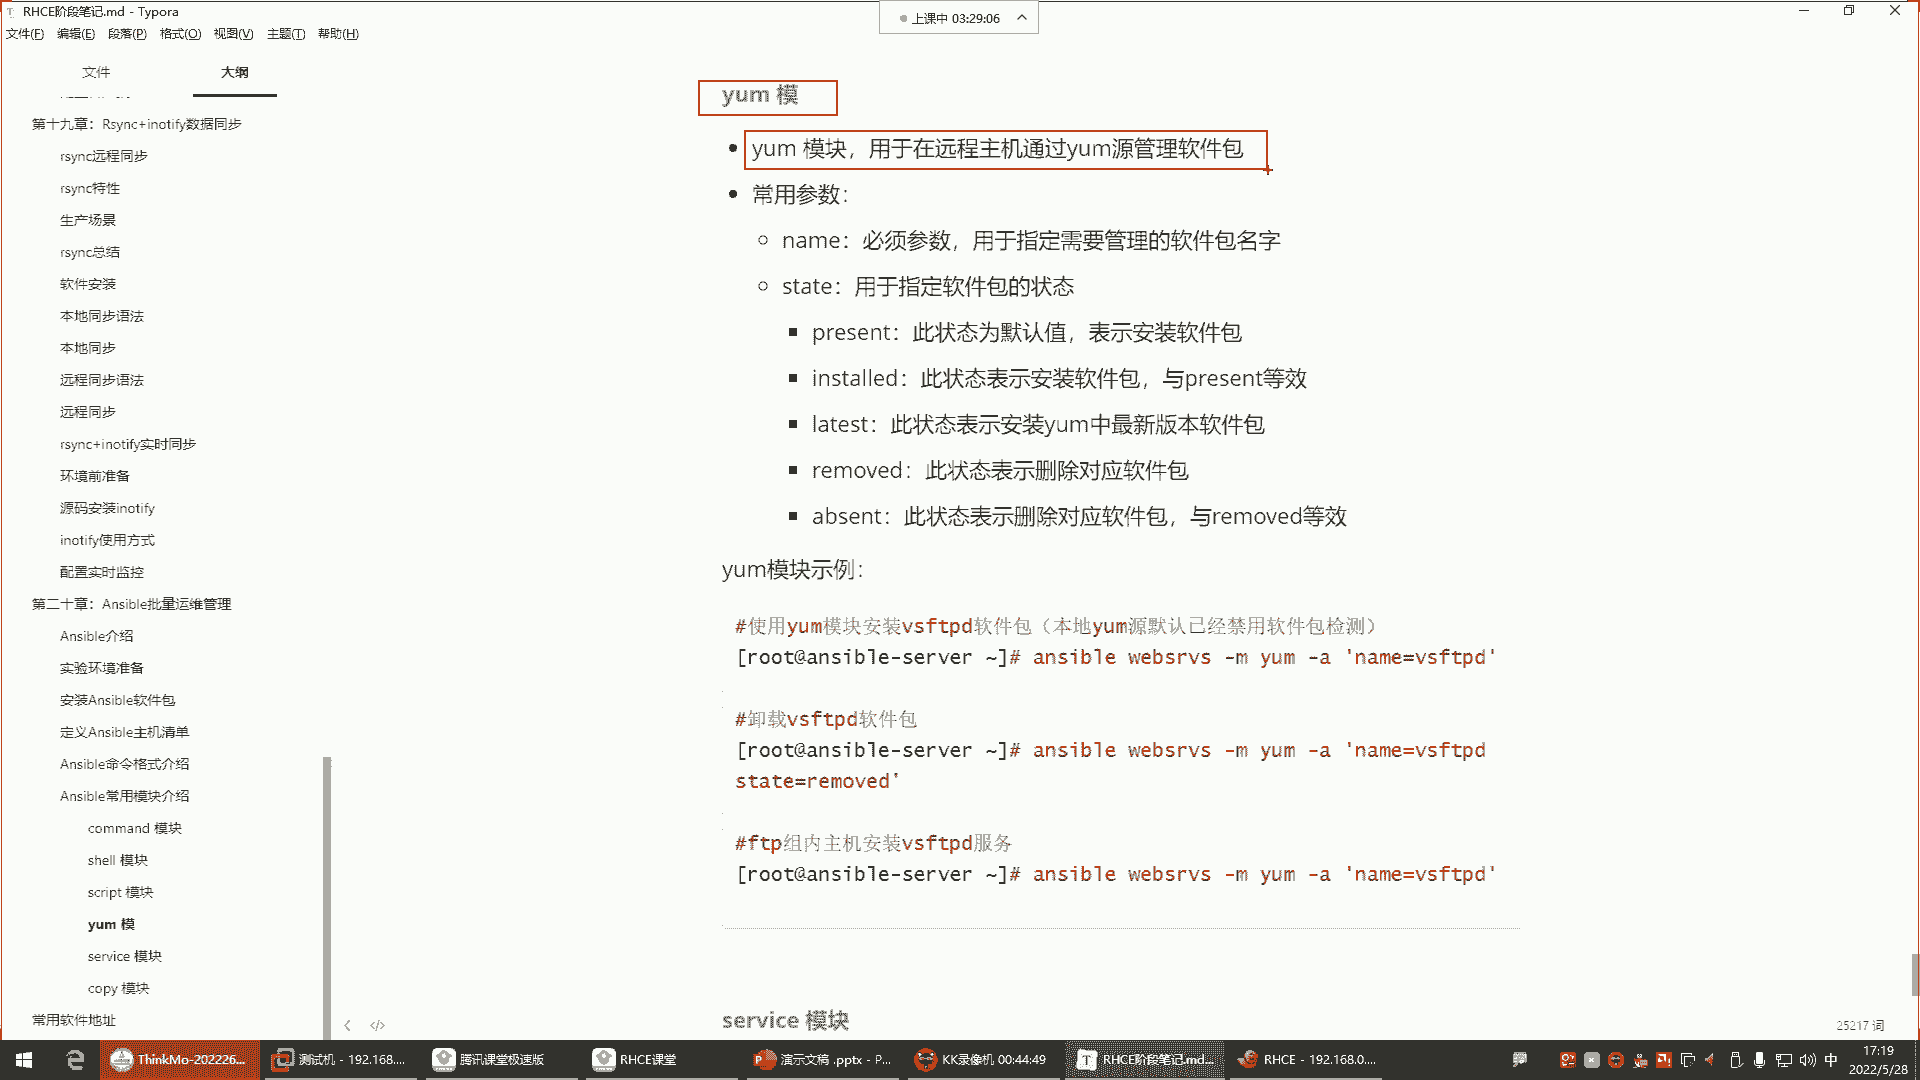 RHCE阶段笔记.md - Typora
上课中 03:29:06
文件(F) 编辑(E) 段落(P) 格式(O) 视图(V) 主题(T) 帮助(H)
文件 大纲
第十九章：Rsync+inotify数据同步
rsync远程同步
rsync特性
生产场景
rsync总结
软件安装
本地同步语法
本地同步
远程同步语法
远程同步
rsync+inotify实时同步
环境前准备
源码安装inotify
inotify使用方式
配置实时监控
第二十章：Ansible批量运维管理
Ansible介绍
实验环境准备
安装Ansible软件包
定义Ansible主机清单
Ansible命令格式介绍
Ansible常用模块介绍
command 模块
shell 模块
script 模块
yum 模
service 模块
copy 模块
常用软件地址
yum 模
yum 模块，用于在远程主机通过yum源管理软件包
常用参数：
name：必须参数，用于指定需要管理的软件包名字
state：用于指定软件包的状态
present：此状态为默认值，表示安装软件包
installed：此状态表示安装软件包，与present等效
latest：此状态表示安装yum中最新版本软件包
removed：此状态表示删除对应软件包
absent：此状态表示删除对应软件包，与removed等效
yum模块示例：
#使用yum模块安装vsftpd软件包（本地yum源默认已经禁用软件包检测）
[root@ansible-server ~]# ansible websrvs -m yum -a 'name=vsftpd'
#卸载vsftpd软件包
[root@ansible-server ~]# ansible websrvs -m yum -a 'name=vsftpd
state=removed'
#ftp组内主机安装vsftpd服务
[root@ansible-server ~]# ansible websrvs -m yum -a 'name=vsftpd'
service 模块
25217 词
ThinkMo-202226... 测试机 - 192.168.... 腾讯课堂极速版 RHCE课堂 演示文稿 .pptx - P... KK录像机 00:44:49 RHCE阶段笔记.md... RHCE - 192.168.0.... 中 17:19
2022/5/28